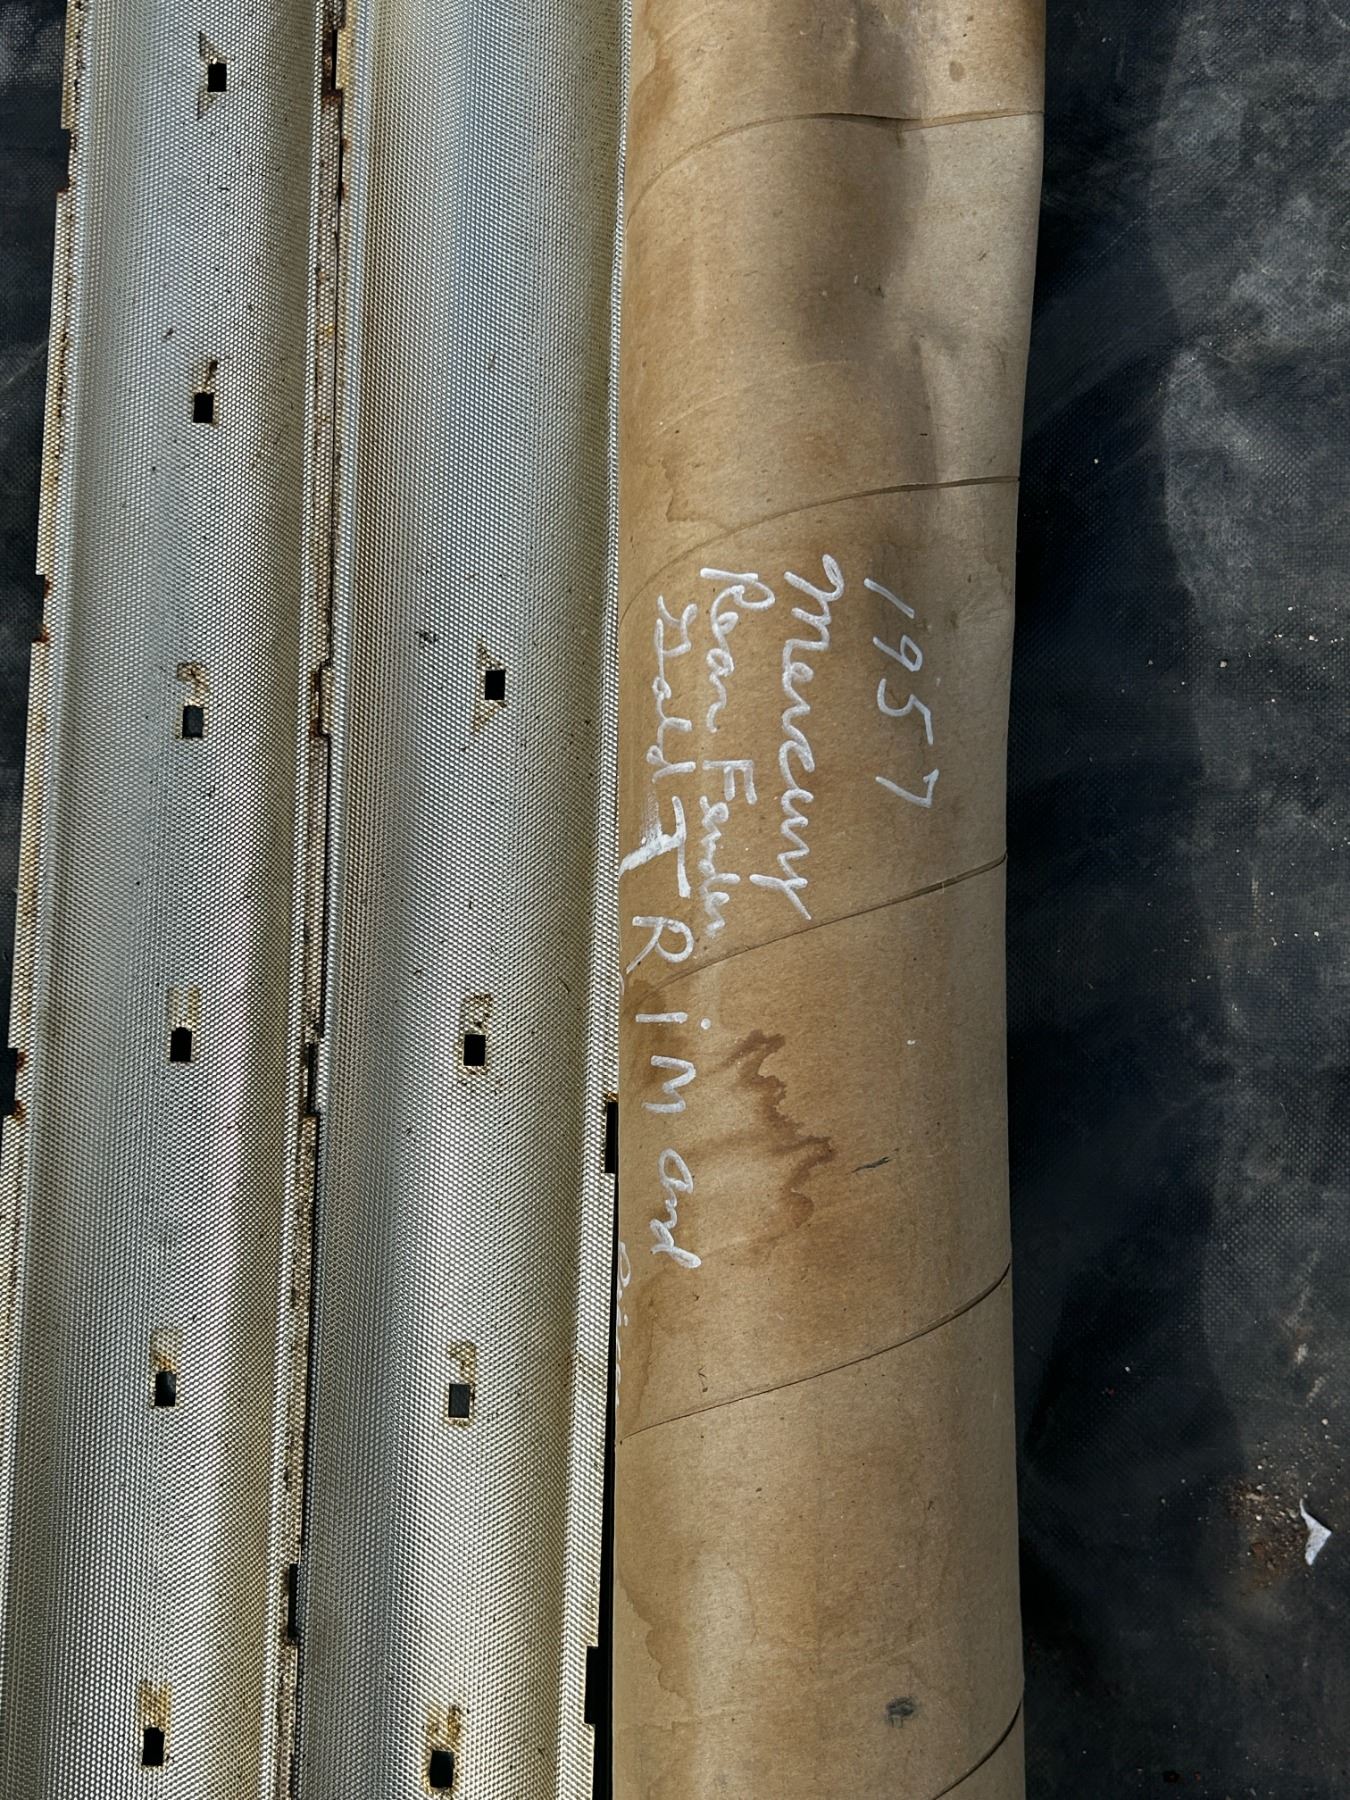 1957
Mercury
Rear Fender
Gold TRiM and